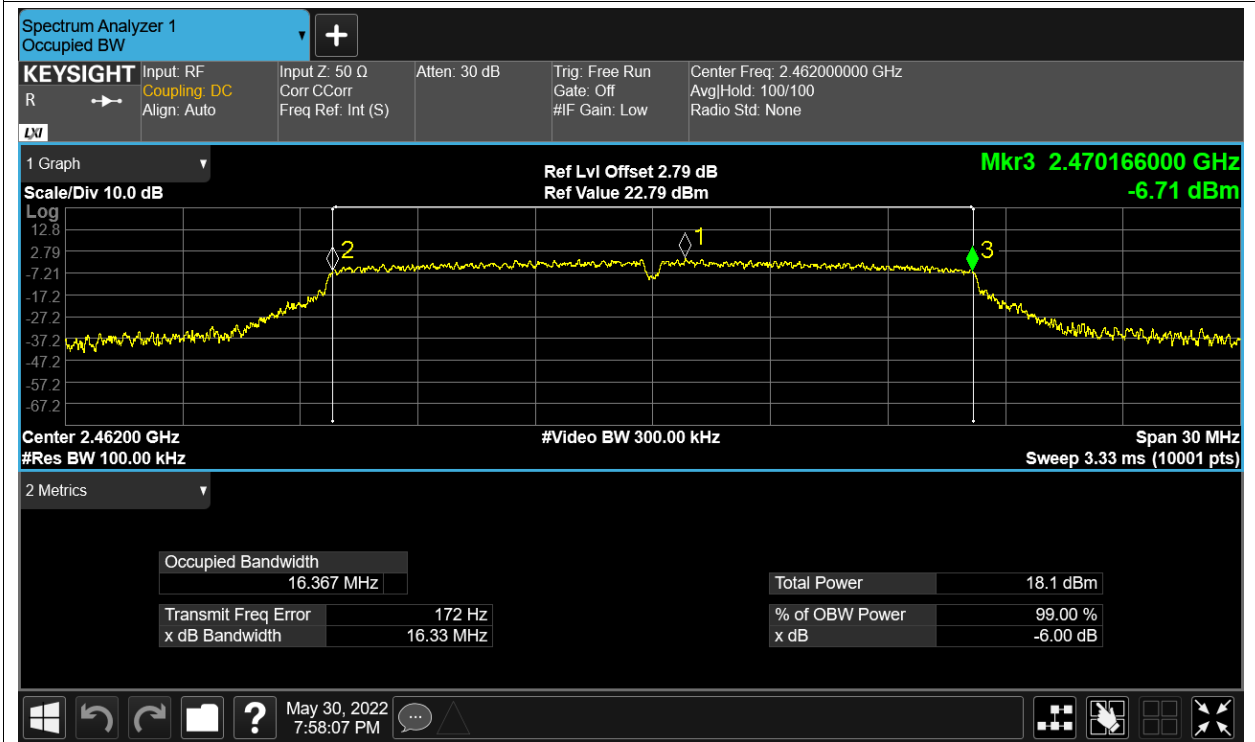 Spectrum Analyzer 1
Occupied BW
KEYSIGHT
R
LXI
Input: RF
Coupling: DC
Align: Auto
Input Z: 50 Ω
Corr CCorr
Freq Ref: Int (S)
Atten: 30 dB
Trig: Free Run
Gate: Off
#IF Gain: Low
Center Freq: 2.462000000 GHz
Avg|Hold: 100/100
Radio Std: None
1 Graph
Scale/Div 10.0 dB
Ref Lvl Offset 2.79 dB
Ref Value 22.79 dBm
Mkr3 2.470166000 GHz
-6.71 dBm
Log
12.8
2.79
-7.21
-17.2
-27.2
-37.2
-47.2
-57.2
-67.2
2
1
3
Center 2.46200 GHz
#Res BW 100.00 kHz
#Video BW 300.00 kHz
Span 30 MHz
Sweep 3.33 ms (10001 pts)
2 Metrics
Occupied Bandwidth
16.367 MHz
Transmit Freq Error 172 Hz
x dB Bandwidth 16.33 MHz
Total Power 18.1 dBm
% of OBW Power 99.00 %
x dB -6.00 dB
?
May 30, 2022
7:58:07 PM